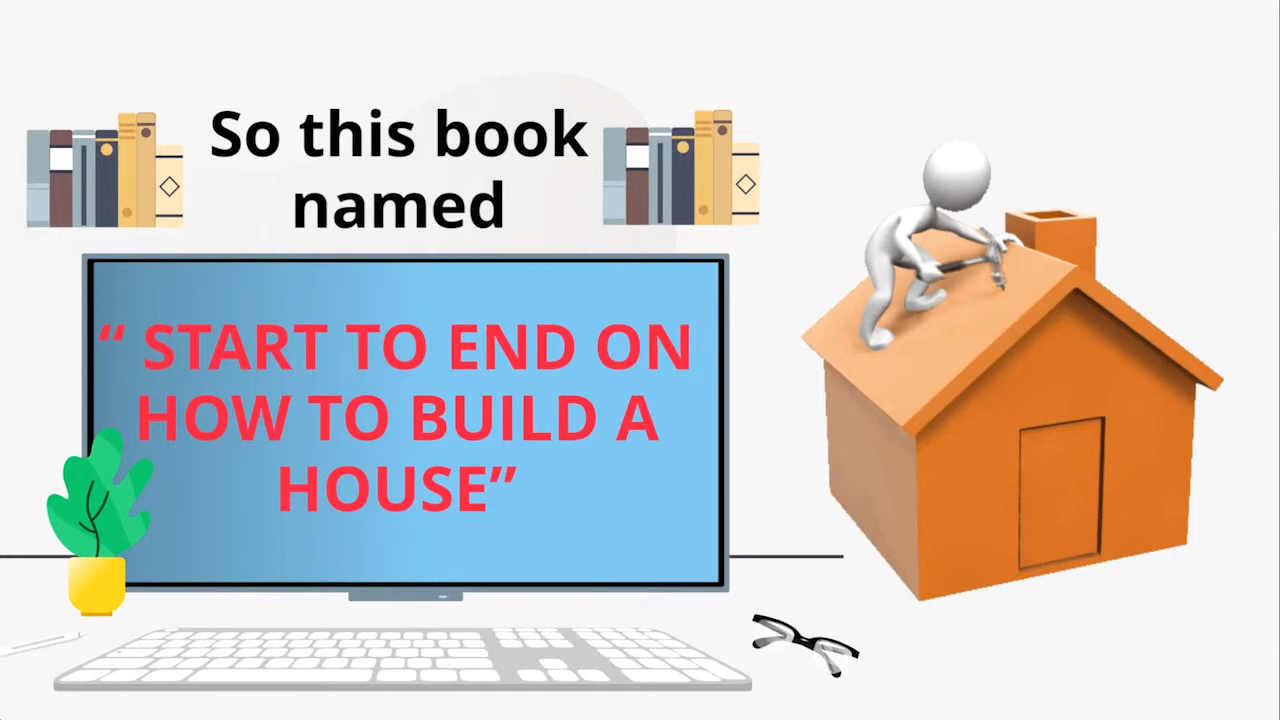 So this book
named
“ START TO END ON
HOW TO BUILD A
HOUSE”